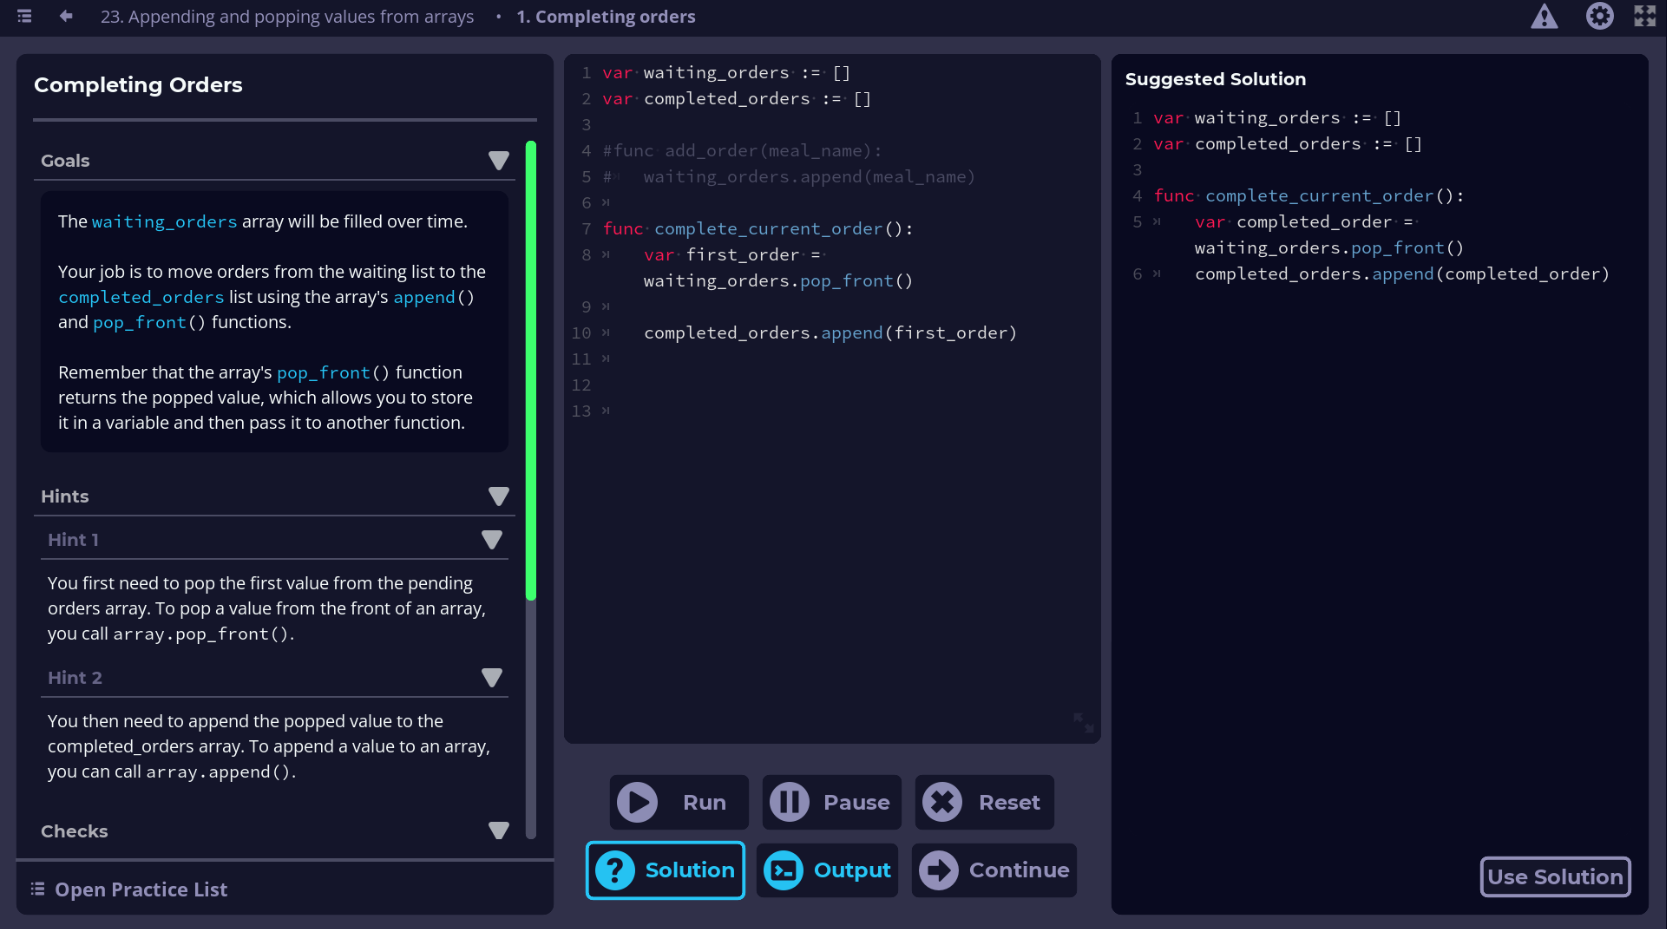 23. Appending and popping values from arrays • 1. Completing orders
Completing Orders
Goals
The waiting_orders array will be filled over time.
Your job is to move orders from the waiting list to the
completed_orders list using the array's append()
and pop_front() functions.
Remember that the array's pop_front() function
returns the popped value, which allows you to store
it in a variable and then pass it to another function.
Hints
Hint 1
You first need to pop the first value from the pending
orders array. To pop a value from the front of an array,
you call array.pop_front().
Hint 2
You then need to append the popped value to the
completed_orders array. To append a value to an array,
you can call array.append().
Checks
Open Practice List
1 var waiting_orders := []
2 var completed_orders := []
3
4 #func add_order(meal_name):
5 # waiting_orders.append(meal_name)
6
7 func complete_current_order():
8 var first_order =
waiting_orders.pop_front()
9
10 completed_orders.append(first_order)
11
12
13
Run
Pause
Reset
Solution
Output
Continue
Suggested Solution
1 var waiting_orders := []
2 var completed_orders := []
3
4 func complete_current_order():
5 var completed_order =
waiting_orders.pop_front()
6 completed_orders.append(completed_order)
Use Solution